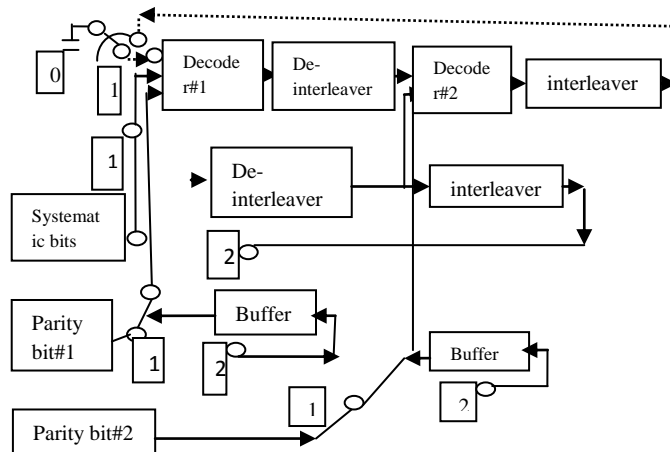 0
1
Decode
r#1
De-
interleaver
Decode
r#2
interleaver
1
De-
interleaver
interleaver
Systemat
ic bits
2
Parity
bit#1
1
Buffer
2
Buffer
1
2
Parity bit#2